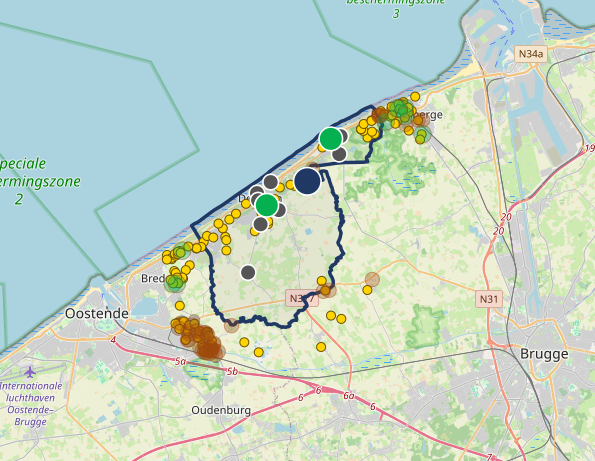 beschermingszone
3
N34a
erge
19
peciale
ermingszone
2
D
Bred
N377
N31
Oostende
4
5a
5b
6
6a
6
Brugge
Internationale
luchthaven
Oostende–
Brugge
Oudenburg
6
7